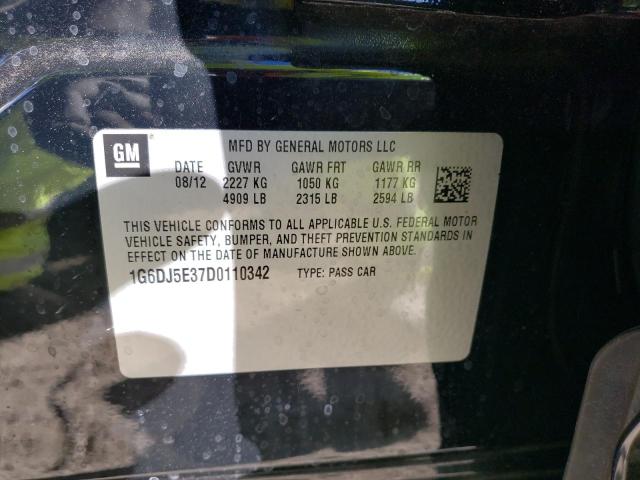 GM
MFD BY GENERAL MOTORS LLC
DATE GVWR GAWR FRT GAWR RR
08/12 2227 KG 1050 KG 1177 KG
4909 LB 2315 LB 2594 LB
THIS VEHICLE CONFORMS TO ALL APPLICABLE U.S. FEDERAL MOTOR
VEHICLE SAFETY, BUMPER, AND THEFT PREVENTION STANDARDS IN
EFFECT ON THE DATE OF MANUFACTURE SHOWN ABOVE.
1G6DJ5E37D0110342 TYPE: PASS CAR